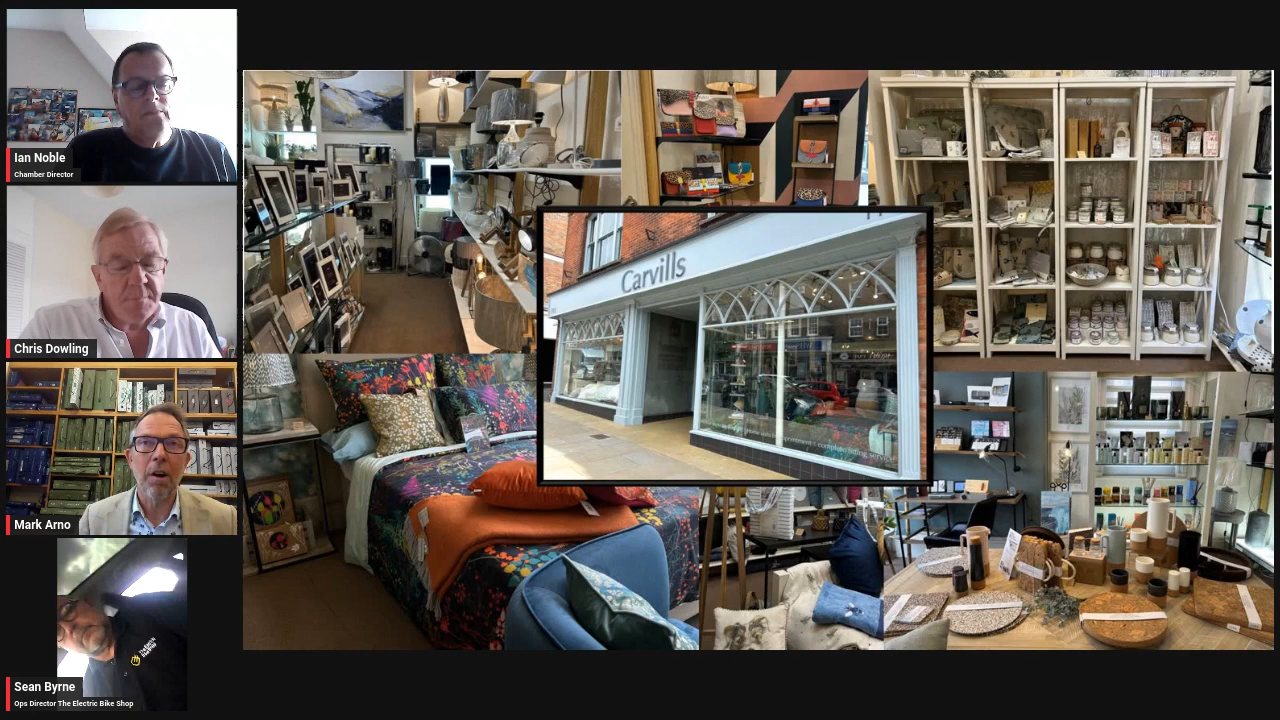 Ian Noble
Chamber Director
Chris Dowling
Mark Arno
Sean Byrne
Ops Director The Electric Bike Shop
Carvills